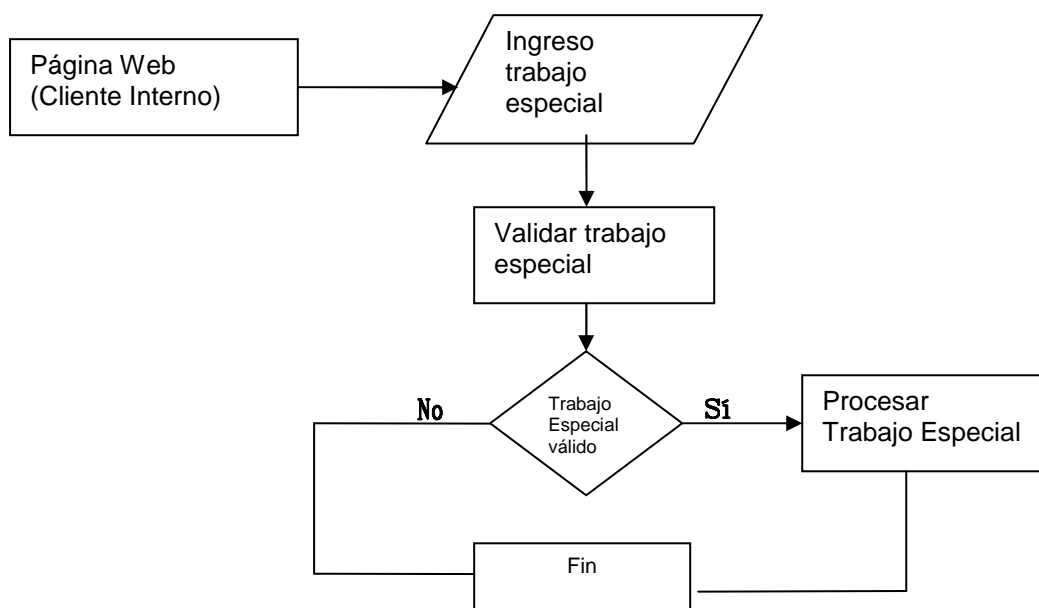 Página Web
(Cliente Interno)
Ingreso
trabajo
especial
Validar trabajo
especial
No
Trabajo
Especial
válido
Sí
Procesar
Trabajo Especial
Fin